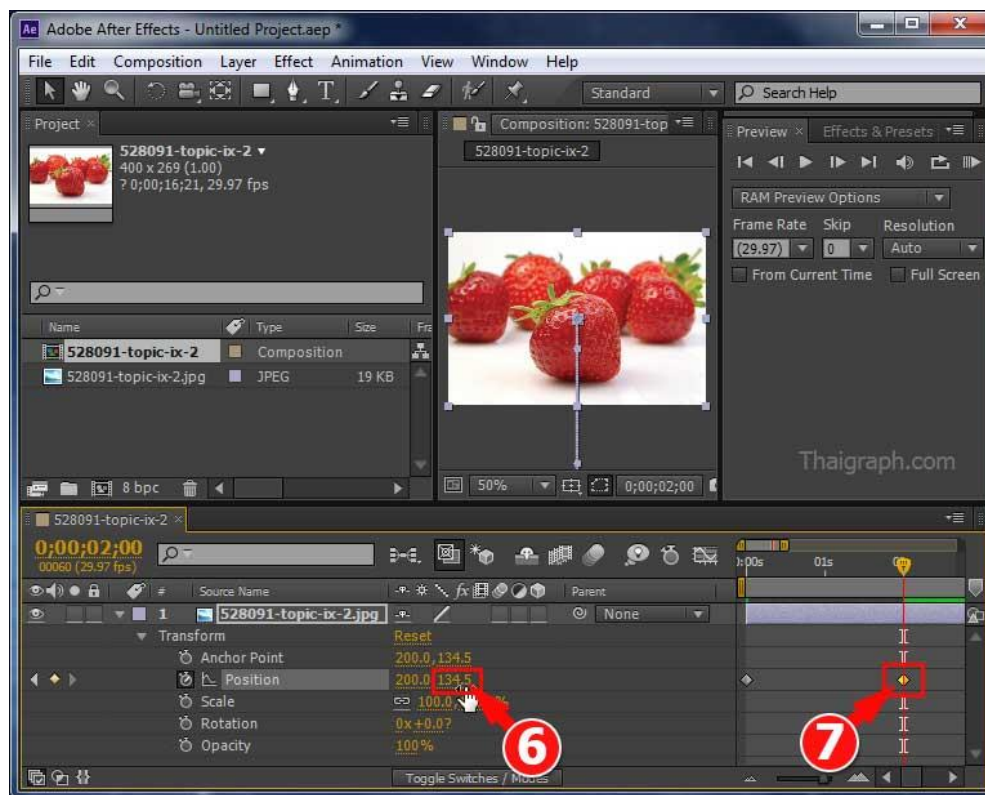 Ae Adobe After Effects - Untitled Project.aep *
File Edit Composition Layer Effect Animation View Window Help
Standard
Search Help
Project
528091-topic-ix-2
400 x 269 (1.00)
? 0;00;16;21, 29.97 fps
Name Type Size Fra
528091-topic-ix-2 Composition
528091-topic-ix-2.jpg JPEG 19 KB
8 bpc
Composition: 528091-top
528091-topic-ix-2
50% 0;00;02;00
Preview Effects & Presets
RAM Preview Options
Frame Rate Skip Resolution
(29.97) 0 Auto
From Current Time Full Screen
Thaigraph.com
528091-topic-ix-2
0;00;02;00
00060 (29.97 fps)
):00s 01s
# Source Name Parent
1 528091-topic-ix-2.jpg None
Transform Reset
Anchor Point 200.0,134.5
Position 200.0,134.5
Scale 100.0, %
Rotation 0x+0.0?
Opacity 100%
6
7
Toggle Switches / Modes